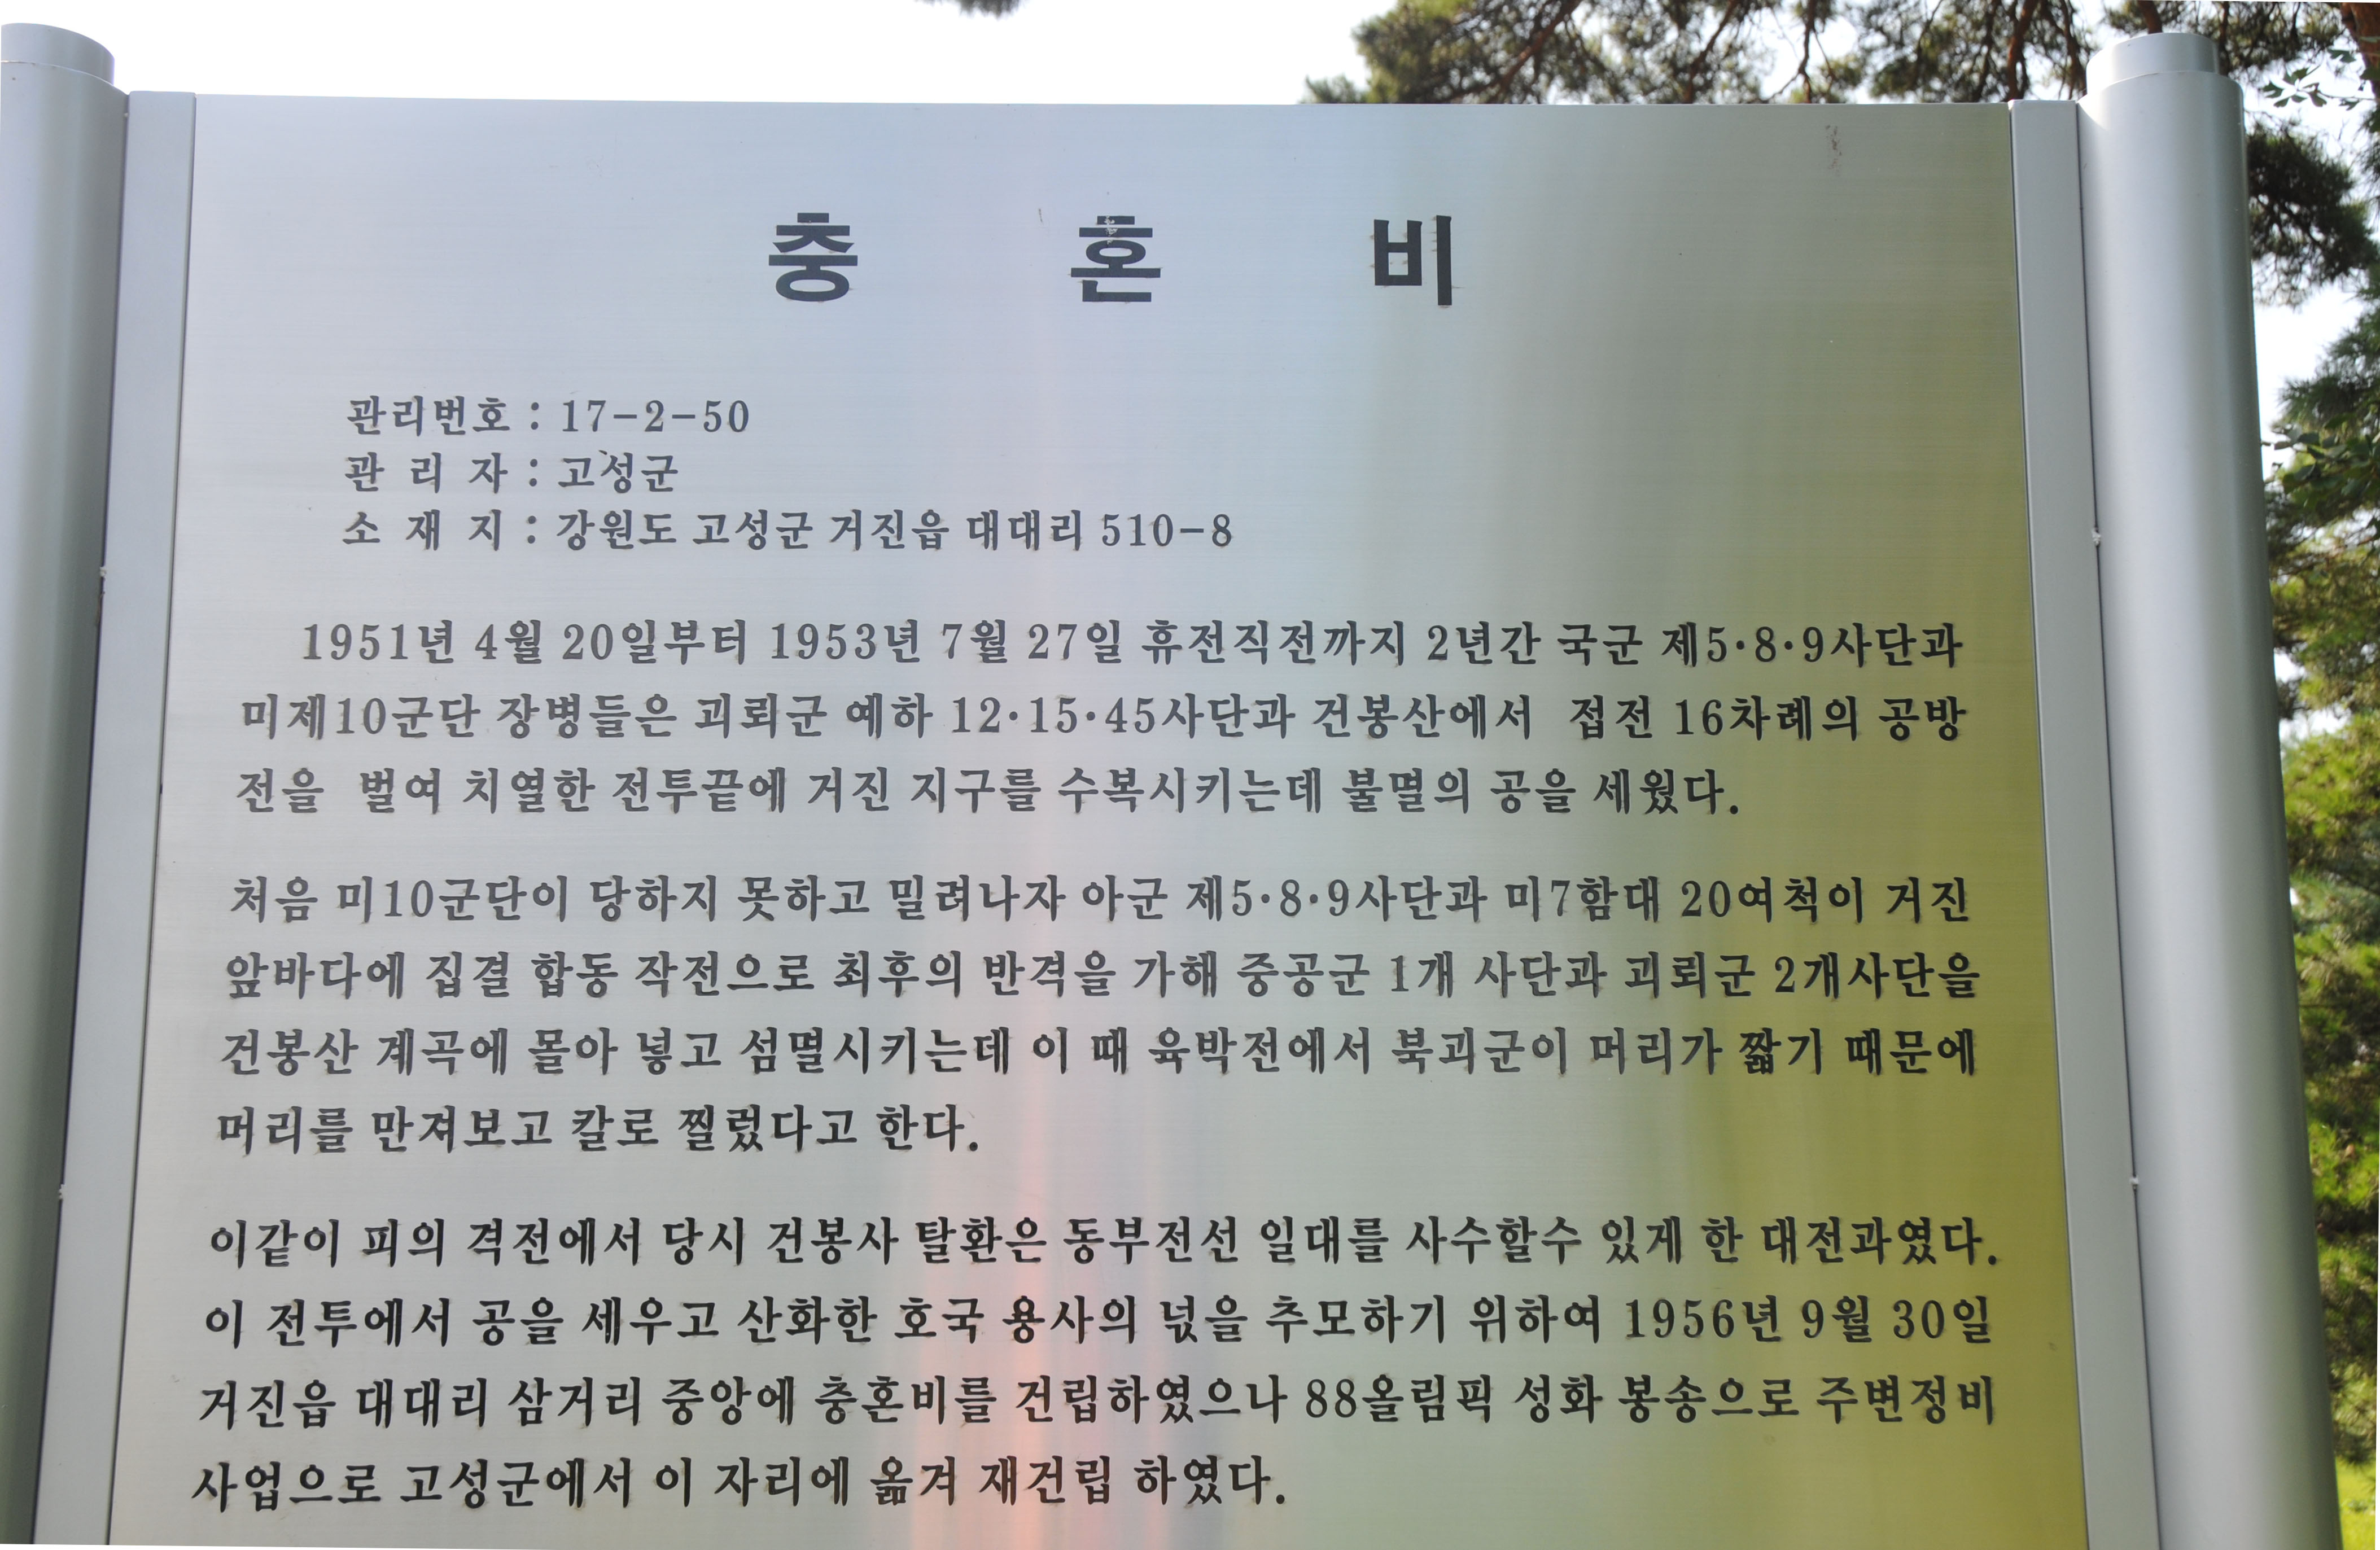 충 혼 비
관리번호 : 17-2-50
관 리 자 : 고성군
소 재 지 : 강원도 고성군 거진읍 대대리 510-8
1951년 4월 20일부터 1953년 7월 27일 휴전직전까지 2년간 국군 제5·8·9사단과
미제10군단 장병들은 괴뢰군 예하 12·15·45사단과 건봉산에서 접전 16차례의 공방
전을 벌여 치열한 전투끝에 거진 지구를 수복시키는데 불멸의 공을 세웠다.
처음 미10군단이 당하지 못하고 밀려나자 아군 제5·8·9사단과 미7함대 20여척이 거진
앞바다에 집결 합동 작전으로 최후의 반격을 가해 중공군 1개 사단과 괴뢰군 2개사단을
건봉산 계곡에 몰아 넣고 섬멸시키는데 이 때 육박전에서 북괴군이 머리가 짧기 때문에
머리를 만져보고 칼로 찔렀다고 한다.
이같이 피의 격전에서 당시 건봉사 탈환은 동부전선 일대를 사수할수 있게 한 대전과였다.
이 전투에서 공을 세우고 산화한 호국 용사의 넋을 추모하기 위하여 1956년 9월 30일
거진읍 대대리 삼거리 중앙에 충혼비를 건립하였으나 88올림픽 성화 봉송으로 주변정비
사업으로 고성군에서 이 자리에 옮겨 재건립 하였다.